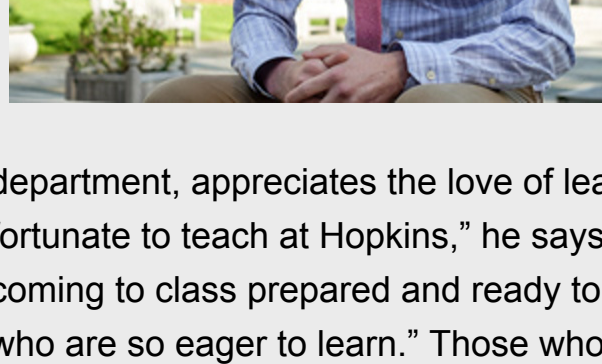 department, appreciates the love of lea
fortunate to teach at Hopkins,” he says
coming to class prepared and ready to
who are so eager to learn.” Those who